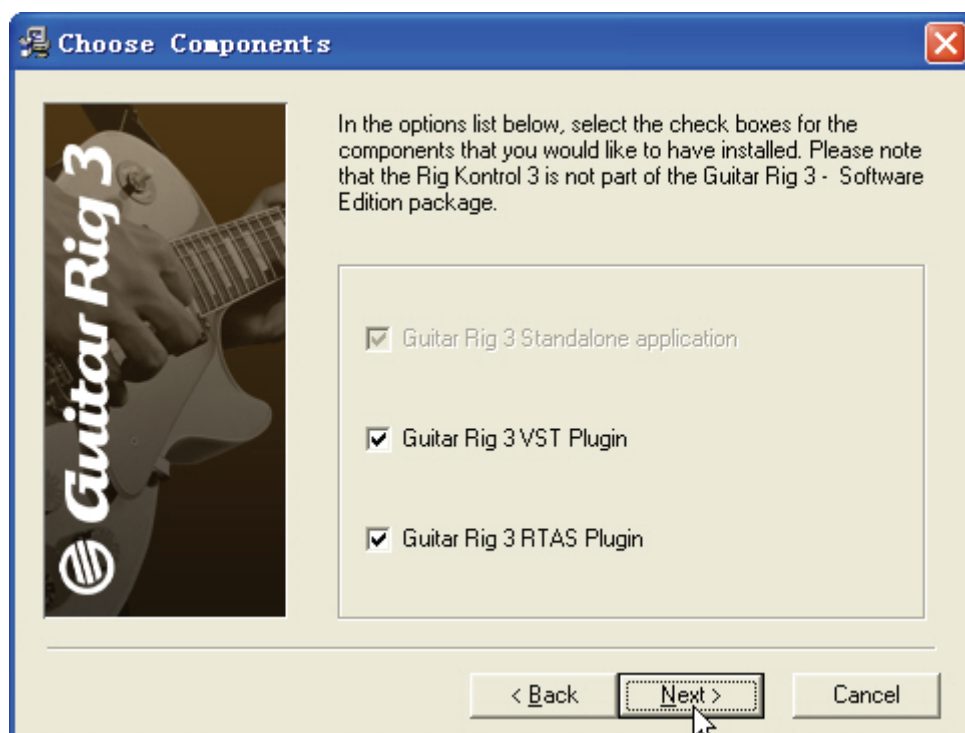 Choose Components
Guitar Rig 3
In the options list below, select the check boxes for the
components that you would like to have installed. Please note
that the Rig Kontrol 3 is not part of the Guitar Rig 3 - Software
Edition package.
Guitar Rig 3 Standalone application
Guitar Rig 3 VST Plugin
Guitar Rig 3 RTAS Plugin
< Back
Next >
Cancel